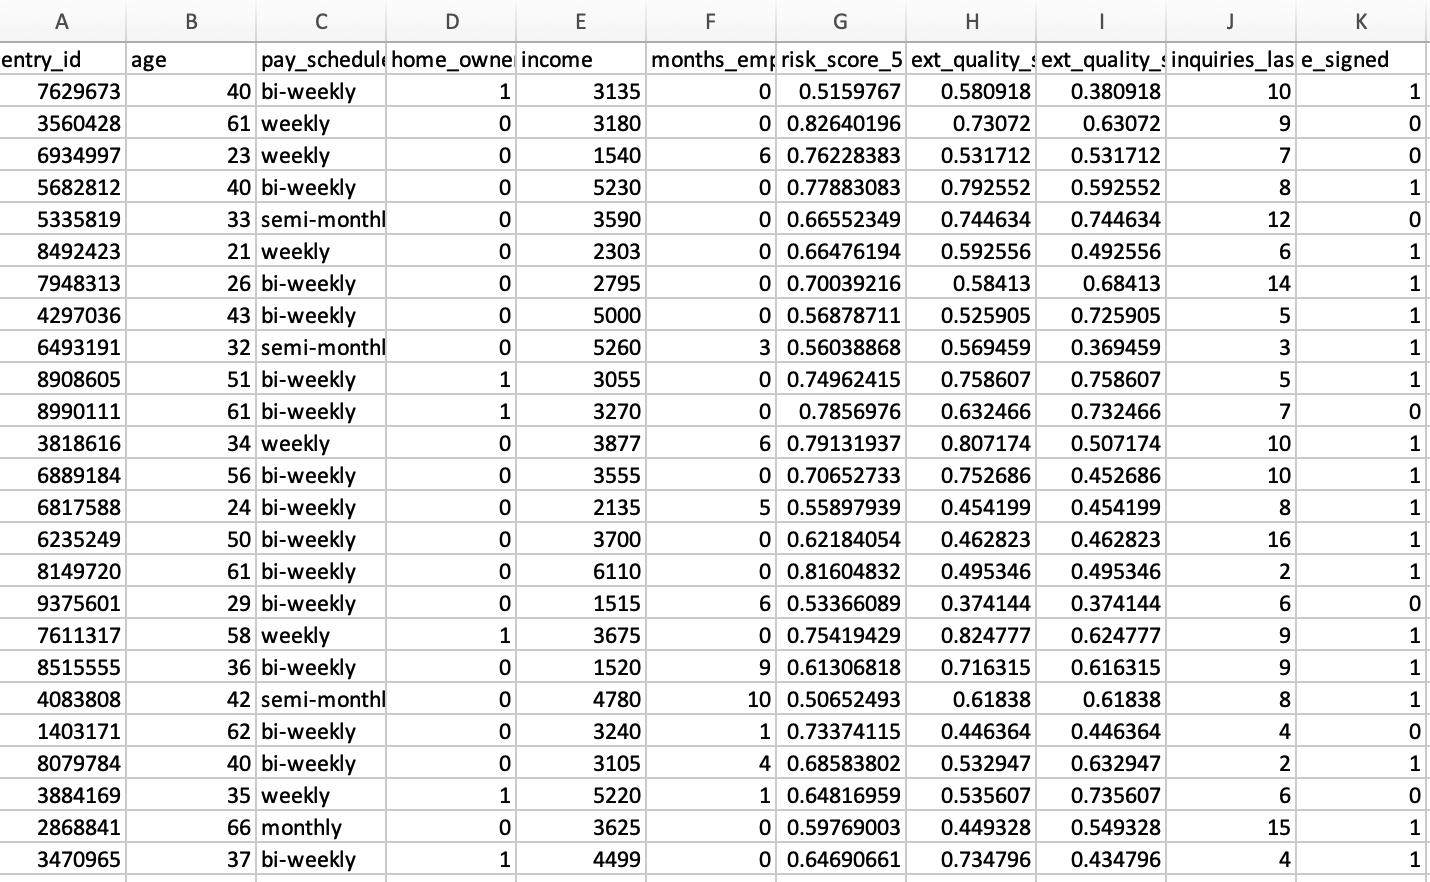 A B C D E F G H I J K
entry_id age pay_schedule home_owne income months_emp risk_score_5 ext_quality_s ext_quality_s inquiries_las e_signed
7629673 40 bi-weekly 1 3135 0 0.5159767 0.580918 0.380918 10 1
3560428 61 weekly 0 3180 0 0.82640196 0.73072 0.63072 9 0
6934997 23 weekly 0 1540 6 0.76228383 0.531712 0.531712 7 0
5682812 40 bi-weekly 0 5230 0 0.77883083 0.792552 0.592552 8 1
5335819 33 semi-monthl 0 3590 0 0.66552349 0.744634 0.744634 12 0
8492423 21 weekly 0 2303 0 0.66476194 0.592556 0.492556 6 1
7948313 26 bi-weekly 0 2795 0 0.70039216 0.58413 0.68413 14 1
4297036 43 bi-weekly 0 5000 0 0.56878711 0.525905 0.725905 5 1
6493191 32 semi-monthl 0 5260 3 0.56038868 0.569459 0.369459 3 1
8908605 51 bi-weekly 1 3055 0 0.74962415 0.758607 0.758607 5 1
8990111 61 bi-weekly 1 3270 0 0.7856976 0.632466 0.732466 7 0
3818616 34 weekly 0 3877 6 0.79131937 0.807174 0.507174 10 1
6889184 56 bi-weekly 0 3555 0 0.70652733 0.752686 0.452686 10 1
6817588 24 bi-weekly 0 2135 5 0.55897939 0.454199 0.454199 8 1
6235249 50 bi-weekly 0 3700 0 0.62184054 0.462823 0.462823 16 1
8149720 61 bi-weekly 0 6110 0 0.81604832 0.495346 0.495346 2 1
9375601 29 bi-weekly 0 1515 6 0.53366089 0.374144 0.374144 6 0
7611317 58 weekly 1 3675 0 0.75419429 0.824777 0.624777 9 1
8515555 36 bi-weekly 0 1520 9 0.61306818 0.716315 0.616315 9 1
4083808 42 semi-monthl 0 4780 10 0.50652493 0.61838 0.61838 8 1
1403171 62 bi-weekly 0 3240 1 0.73374115 0.446364 0.446364 4 0
8079784 40 bi-weekly 0 3105 4 0.68583802 0.532947 0.632947 2 1
3884169 35 weekly 1 5220 1 0.64816959 0.535607 0.735607 6 0
2868841 66 monthly 0 3625 0 0.59769003 0.449328 0.549328 15 1
3470965 37 bi-weekly 1 4499 0 0.64690661 0.734796 0.434796 4 1